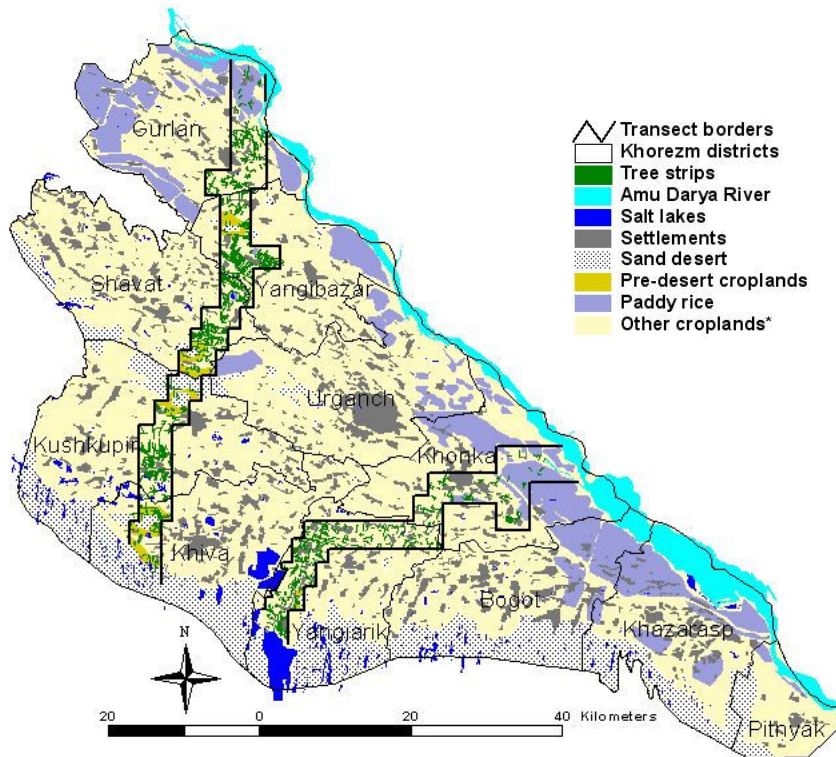 Gurlan
Transect borders
Khorezm districts
Tree strips
Amu Darya River
Salt lakes
Settlements
Sand desert
Pre-desert croplands
Paddy rice
Other croplands*
Shavat
Yangibazar
Urganch
Kushkupir
Khonka
Khiva
Bogot
Yangiarik
Khazarasp
Pitnyak
N
20 0 20 40 Kilometers